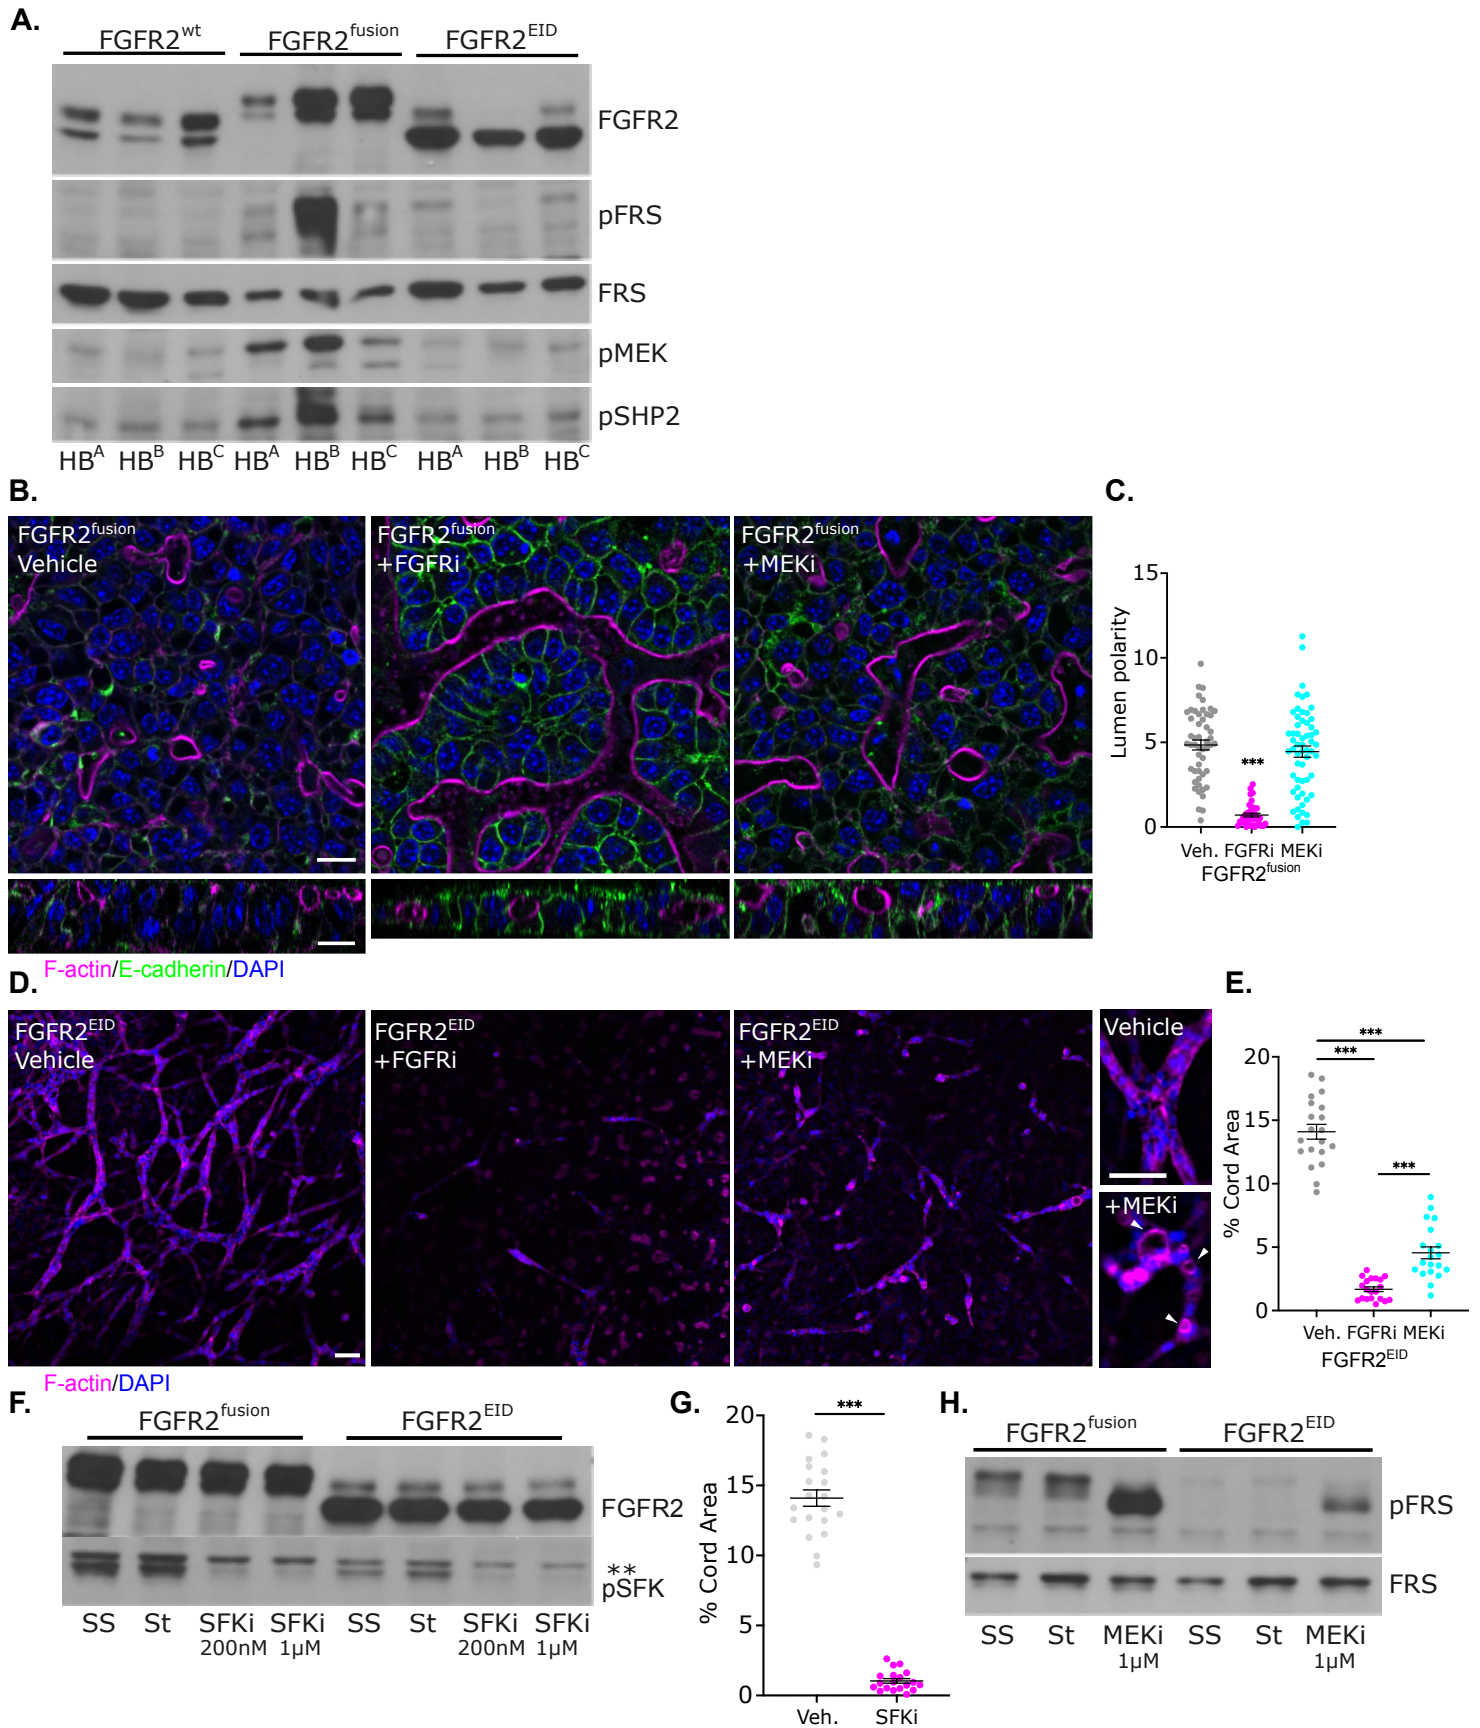 A.
FGFR2wt FGFR2fusion FGFR2EID
FGFR2
pFRS
FRS
pMEK
pSHP2
HBA HBB HBC HBA HBB HBC HBA HBB HBC
B.
FGFR2fusion
Vehicle
FGFR2fusion
+FGFRi
FGFR2fusion
+MEKi
F-actin/E-cadherin/DAPI
C.
Lumen polarity
15
10
5
0
***
Veh. FGFRi MEKi
FGFR2fusion
D.
FGFR2EID
Vehicle
FGFR2EID
+FGFRi
FGFR2EID
+MEKi
Vehicle
+MEKi
F-actin/DAPI
E.
% Cord Area
20
15
10
5
0
***
***
***
Veh. FGFRi MEKi
FGFR2EID
F.
FGFR2fusion FGFR2EID
FGFR2
**
pSFK
SS St SFKi SFKi SS St SFKi SFKi
200nM 1µM 200nM 1µM
G.
% Cord Area
20
15
10
5
0
***
Veh. SFKi
H.
FGFR2fusion FGFR2EID
pFRS
FRS
SS St MEKi SS St MEKi
1µM 1µM